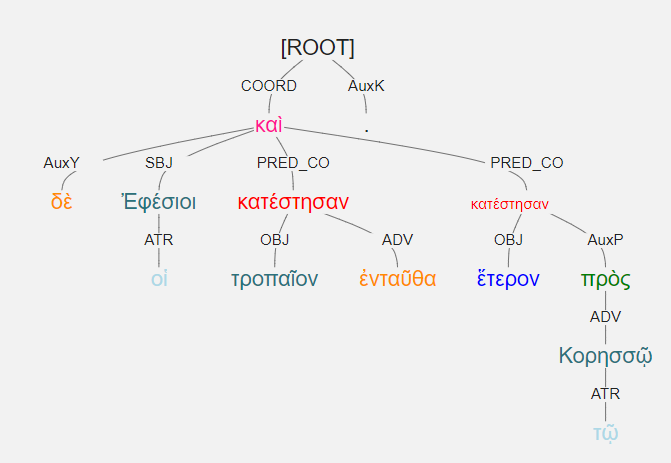 [ROOT]
COORD AuxK
καὶ .
AuxY SBJ PRED_CO PRED_CO
δὲ Ἐφέσιοι κατέστησαν κατέστησαν
ATR OBJ ADV OBJ AuxP
οἱ τροπαῖον ἐνταῦθα ἕτερον πρὸς
ADV
Κορησσῷ
ATR
τῷ